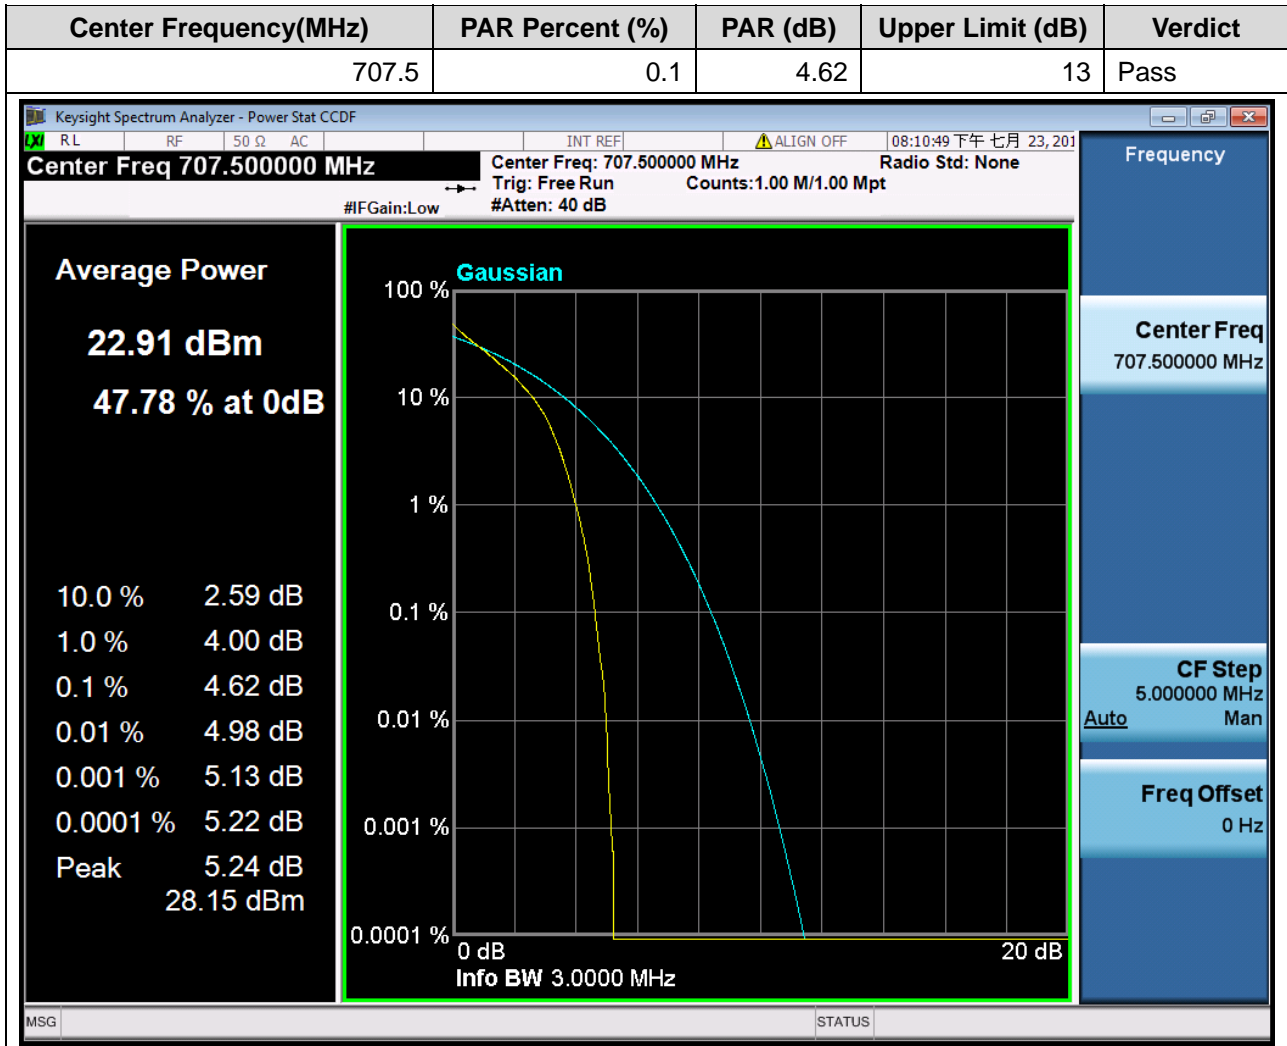 Center Frequency(MHz) PAR Percent (%) PAR (dB) Upper Limit (dB) Verdict
707.5 0.1 4.62 13 Pass
Keysight Spectrum Analyzer - Power Stat CCDF
LXI RL RF 50 Ω AC INT REF ALIGN OFF 08:10:49 下午 七月 23, 201
Center Freq 707.500000 MHz
Center Freq: 707.500000 MHz Radio Std: None
Trig: Free Run Counts:1.00 M/1.00 Mpt
#IFGain:Low #Atten: 40 dB
Frequency
Average Power
22.91 dBm
47.78 % at 0dB
10.0 % 2.59 dB
1.0 % 4.00 dB
0.1 % 4.62 dB
0.01 % 4.98 dB
0.001 % 5.13 dB
0.0001 % 5.22 dB
Peak 5.24 dB
28.15 dBm
Gaussian
100 %
10 %
1 %
0.1 %
0.01 %
0.001 %
0.0001 %
0 dB 20 dB
Info BW 3.0000 MHz
Center Freq
707.500000 MHz
CF Step
5.000000 MHz
Auto Man
Freq Offset
0 Hz
MSG STATUS